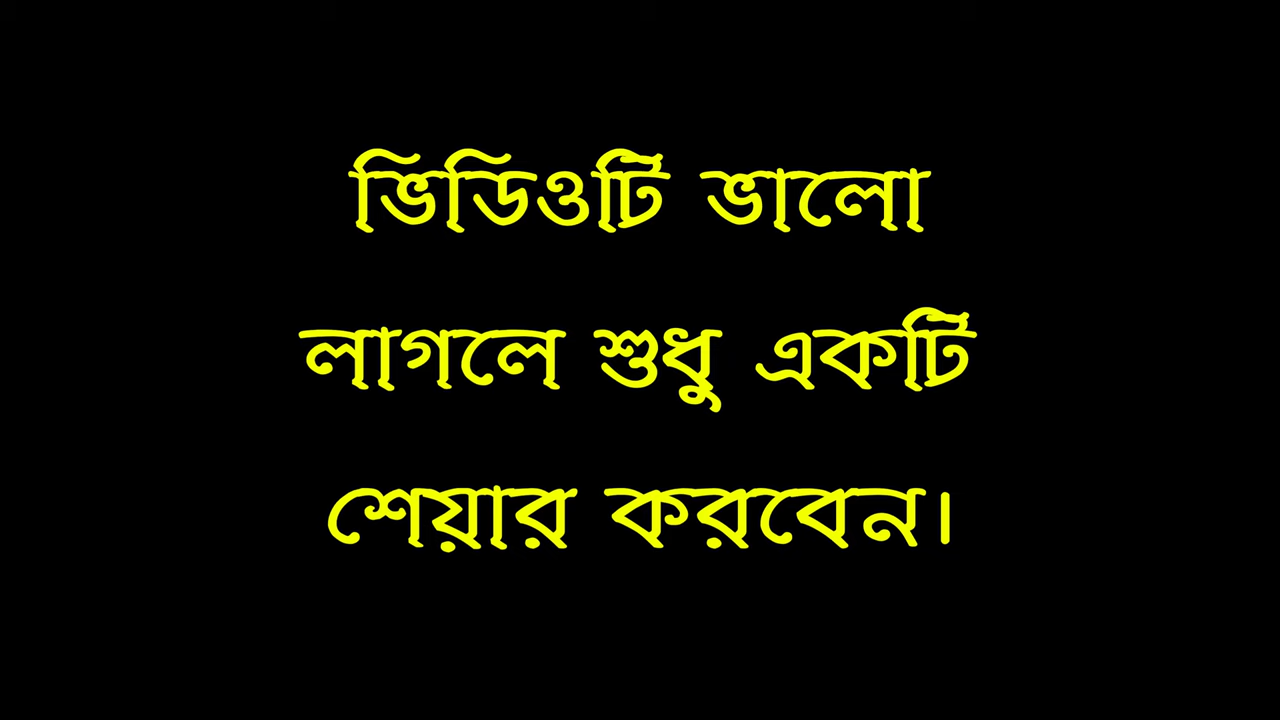 ভিডিওটি ভালো
লাগলে শুধু একটি
শেয়ার করবেন।